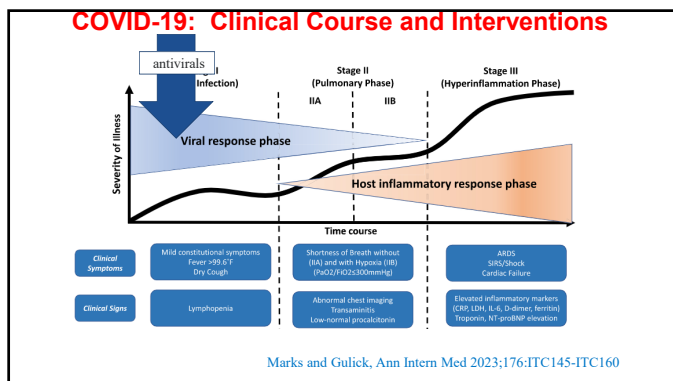 COVID-19: Clinical Course and Interventions
antivirals
Stage II
Stage III
Infection)
(Pulmonary Phase)
(Hyperinflammation Phase)
IIA
IIB
Severity of Illness
Viral response phase
Host inflammatory response phase
Time course
Clinical
Symptoms
Mild constitutional symptoms
Fever >99.6°F
Dry Cough
Shortness of Breath without
(IIA) and with Hypoxia (IIB)
(PaO2/FiO2≤300mmHg)
ARDS
SIRS/Shock
Cardiac Failure
Clinical Signs
Lymphopenia
Abnormal chest imaging
Transaminitis
Low-normal procalcitonin
Elevated inflammatory markers
(CRP, LDH, IL-6, D-dimer, ferritin)
Troponin, NT-proBNP elevation
Marks and Gulick, Ann Intern Med 2023;176:ITC145-ITC160